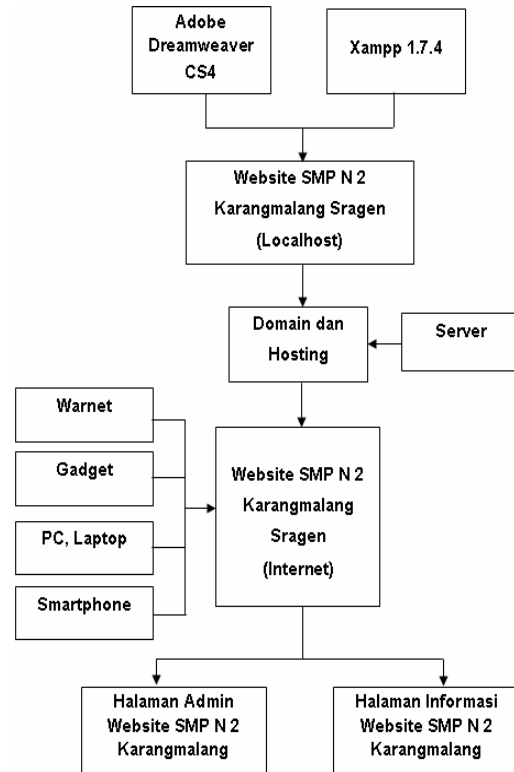 Adobe
Dreamweaver
CS4
Xampp 1.7.4
Website SMP N 2
Karangmalang Sragen
(Localhost)
Domain dan
Hosting
Server
Warnet
Gadget
PC, Laptop
Smartphone
Website SMP N 2
Karangmalang
Sragen
(Internet)
Halaman Admin
Website SMP N 2
Karangmalang
Halaman Informasi
Website SMP N 2
Karangmalang